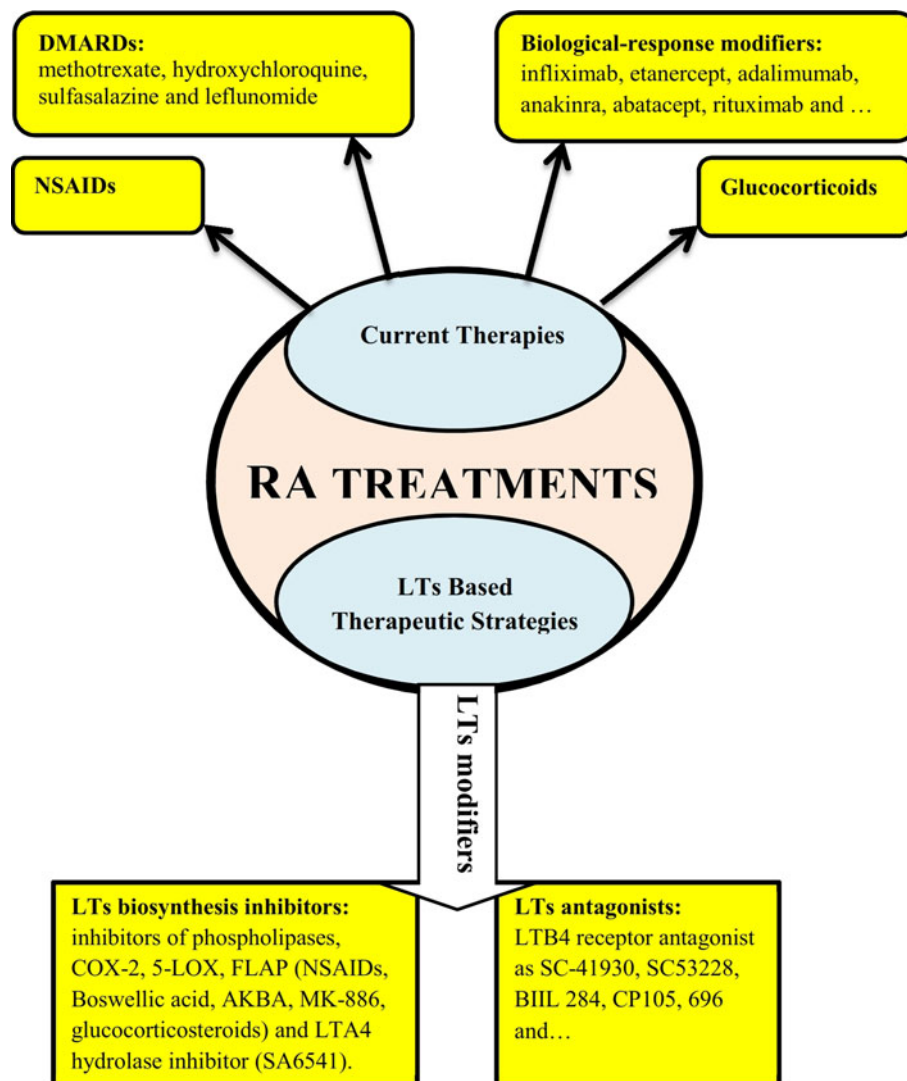 DMARDs:
methotrexate, hydroxychloroquine,
sulfasalazine and leflunomide
Biological-response modifiers:
infliximab, etanercept, adalimumab,
anakinra, abatacept, rituximab and …
NSAIDs
Glucocorticoids
Current Therapies
RA TREATMENTS
LTs Based
Therapeutic Strategies
LTs modifiers
LTs biosynthesis inhibitors:
inhibitors of phospholipases,
COX-2, 5-LOX, FLAP (NSAIDs,
Boswellic acid, AKBA, MK-886,
glucocorticosteroids) and LTA4
hydrolase inhibitor (SA6541).
LTs antagonists:
LTB4 receptor antagonist
as SC-41930, SC53228,
BIIL 284, CP105, 696
and…